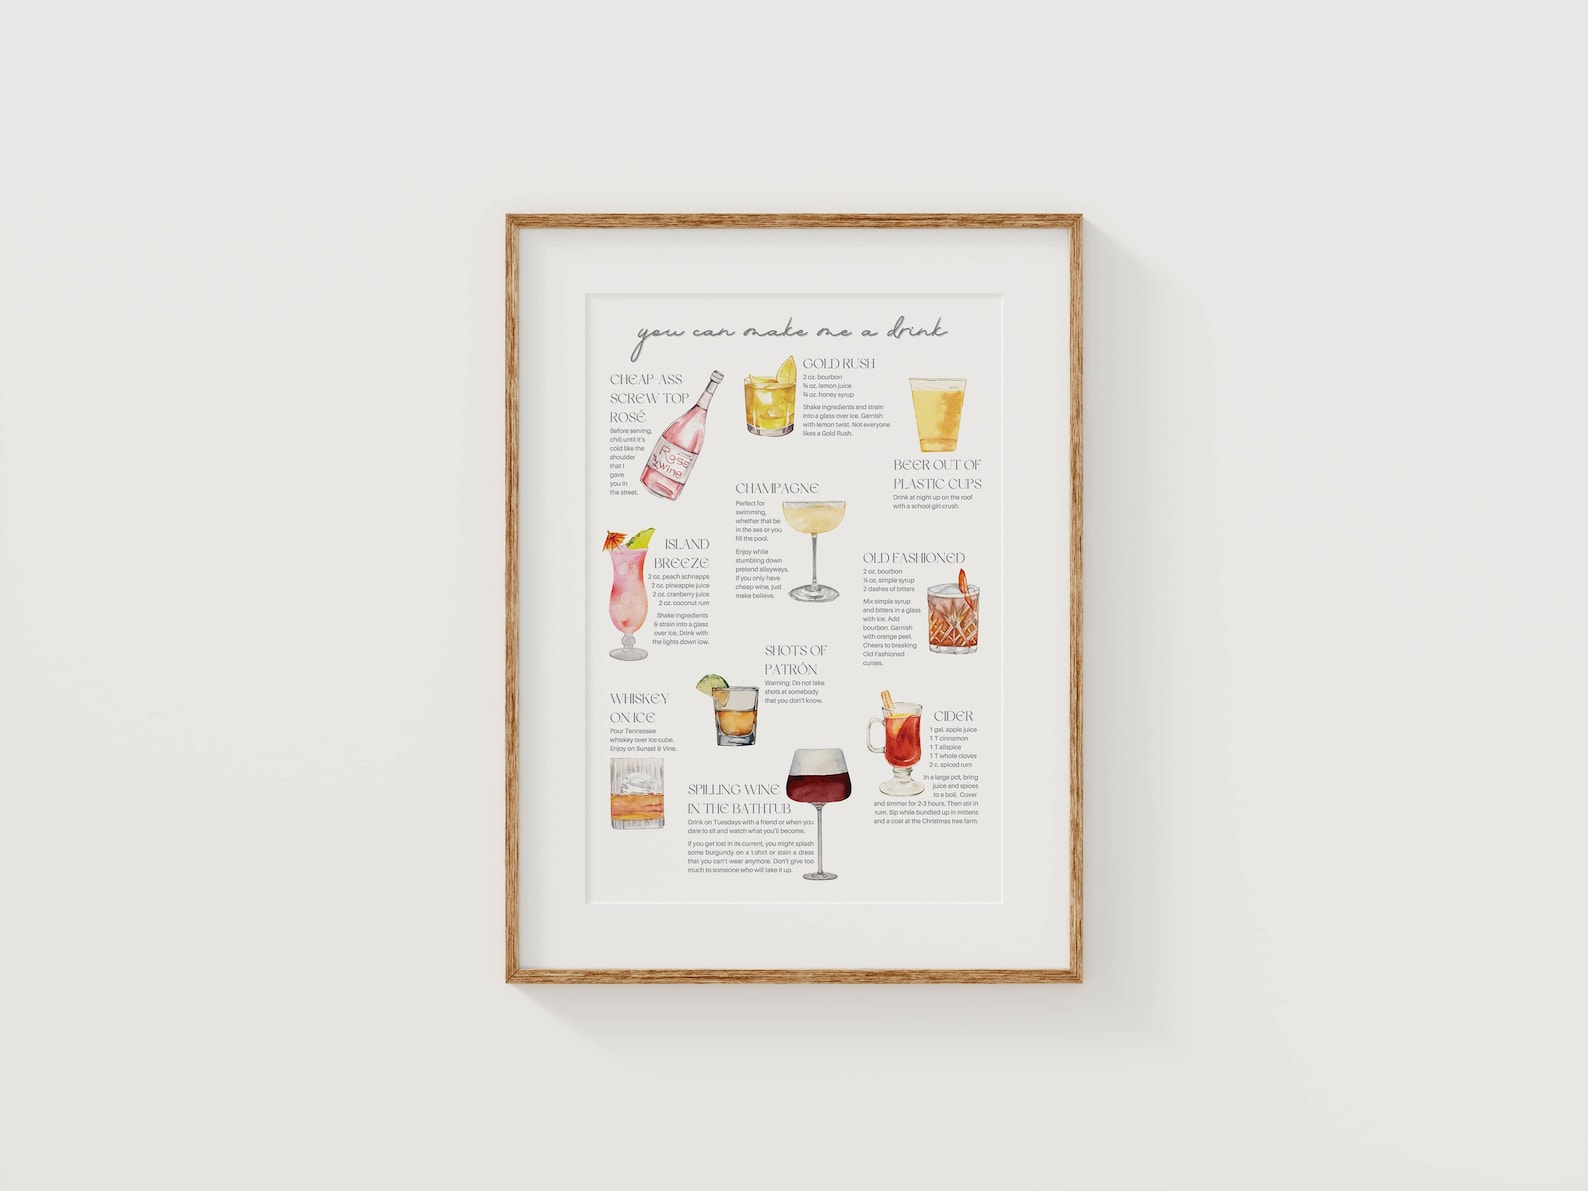 you can make me a drink
CHEAP-ASS
SCREW TOP
ROSÉ
Before serving,
chill until it's
cold like the
shoulder
that I
gave
you in
the street.
Rosé
wine
GOLD RUSH
2 oz. bourbon
¾ oz. lemon juice
¾ oz. honey syrup
Shake ingredients and strain
into a glass over ice. Garnish
with lemon twist. Not everyone
likes a Gold Rush.
BEER OUT OF
PLASTIC CUPS
Drink at night up on the roof
with a school girl crush.
CHAMPAGNE
Perfect for
swimming,
whether that be
in the sea or you
fill the pool.
Enjoy while
stumbling down
pretend alleyways.
If you only have
cheap wine, just
make believe.
ISLAND
BREEZE
2 oz. peach schnapps
2 oz. pineapple juice
2 oz. cranberry juice
2 oz. coconut rum
Shake ingredients
& strain into a glass
over ice. Drink with
the lights down low.
OLD FASHIONED
2 oz. bourbon
¼ oz. simple syrup
2 dashes of bitters
Mix simple syrup
and bitters in a glass
with ice. Add
bourbon. Garnish
with orange peel.
Cheers to breaking
Old Fashioned
curses.
SHOTS OF
PATRÓN
Warning: Do not take
shots at somebody
that you don't know.
WHISKEY
ON ICE
Pour Tennessee
whiskey over ice cube.
Enjoy on Sunset & Vine.
CIDER
1 gal. apple juice
1 T cinnamon
1 T allspice
1 T whole cloves
2 c. spiced rum
In a large pot, bring
juice and spices
to a boil. Cover
and simmer for 2-3 hours. Then stir in
rum. Sip while bundled up in mittens
and a coat at the Christmas tree farm.
SPILLING WINE
IN THE BATHTUB
Drink on Tuesdays with a friend or when you
dare to sit and watch what you'll become.
If you get lost in its current, you might splash
some burgundy on a t-shirt or stain a dress
that you can't wear anymore. Don't give too
much to someone who will take it up.